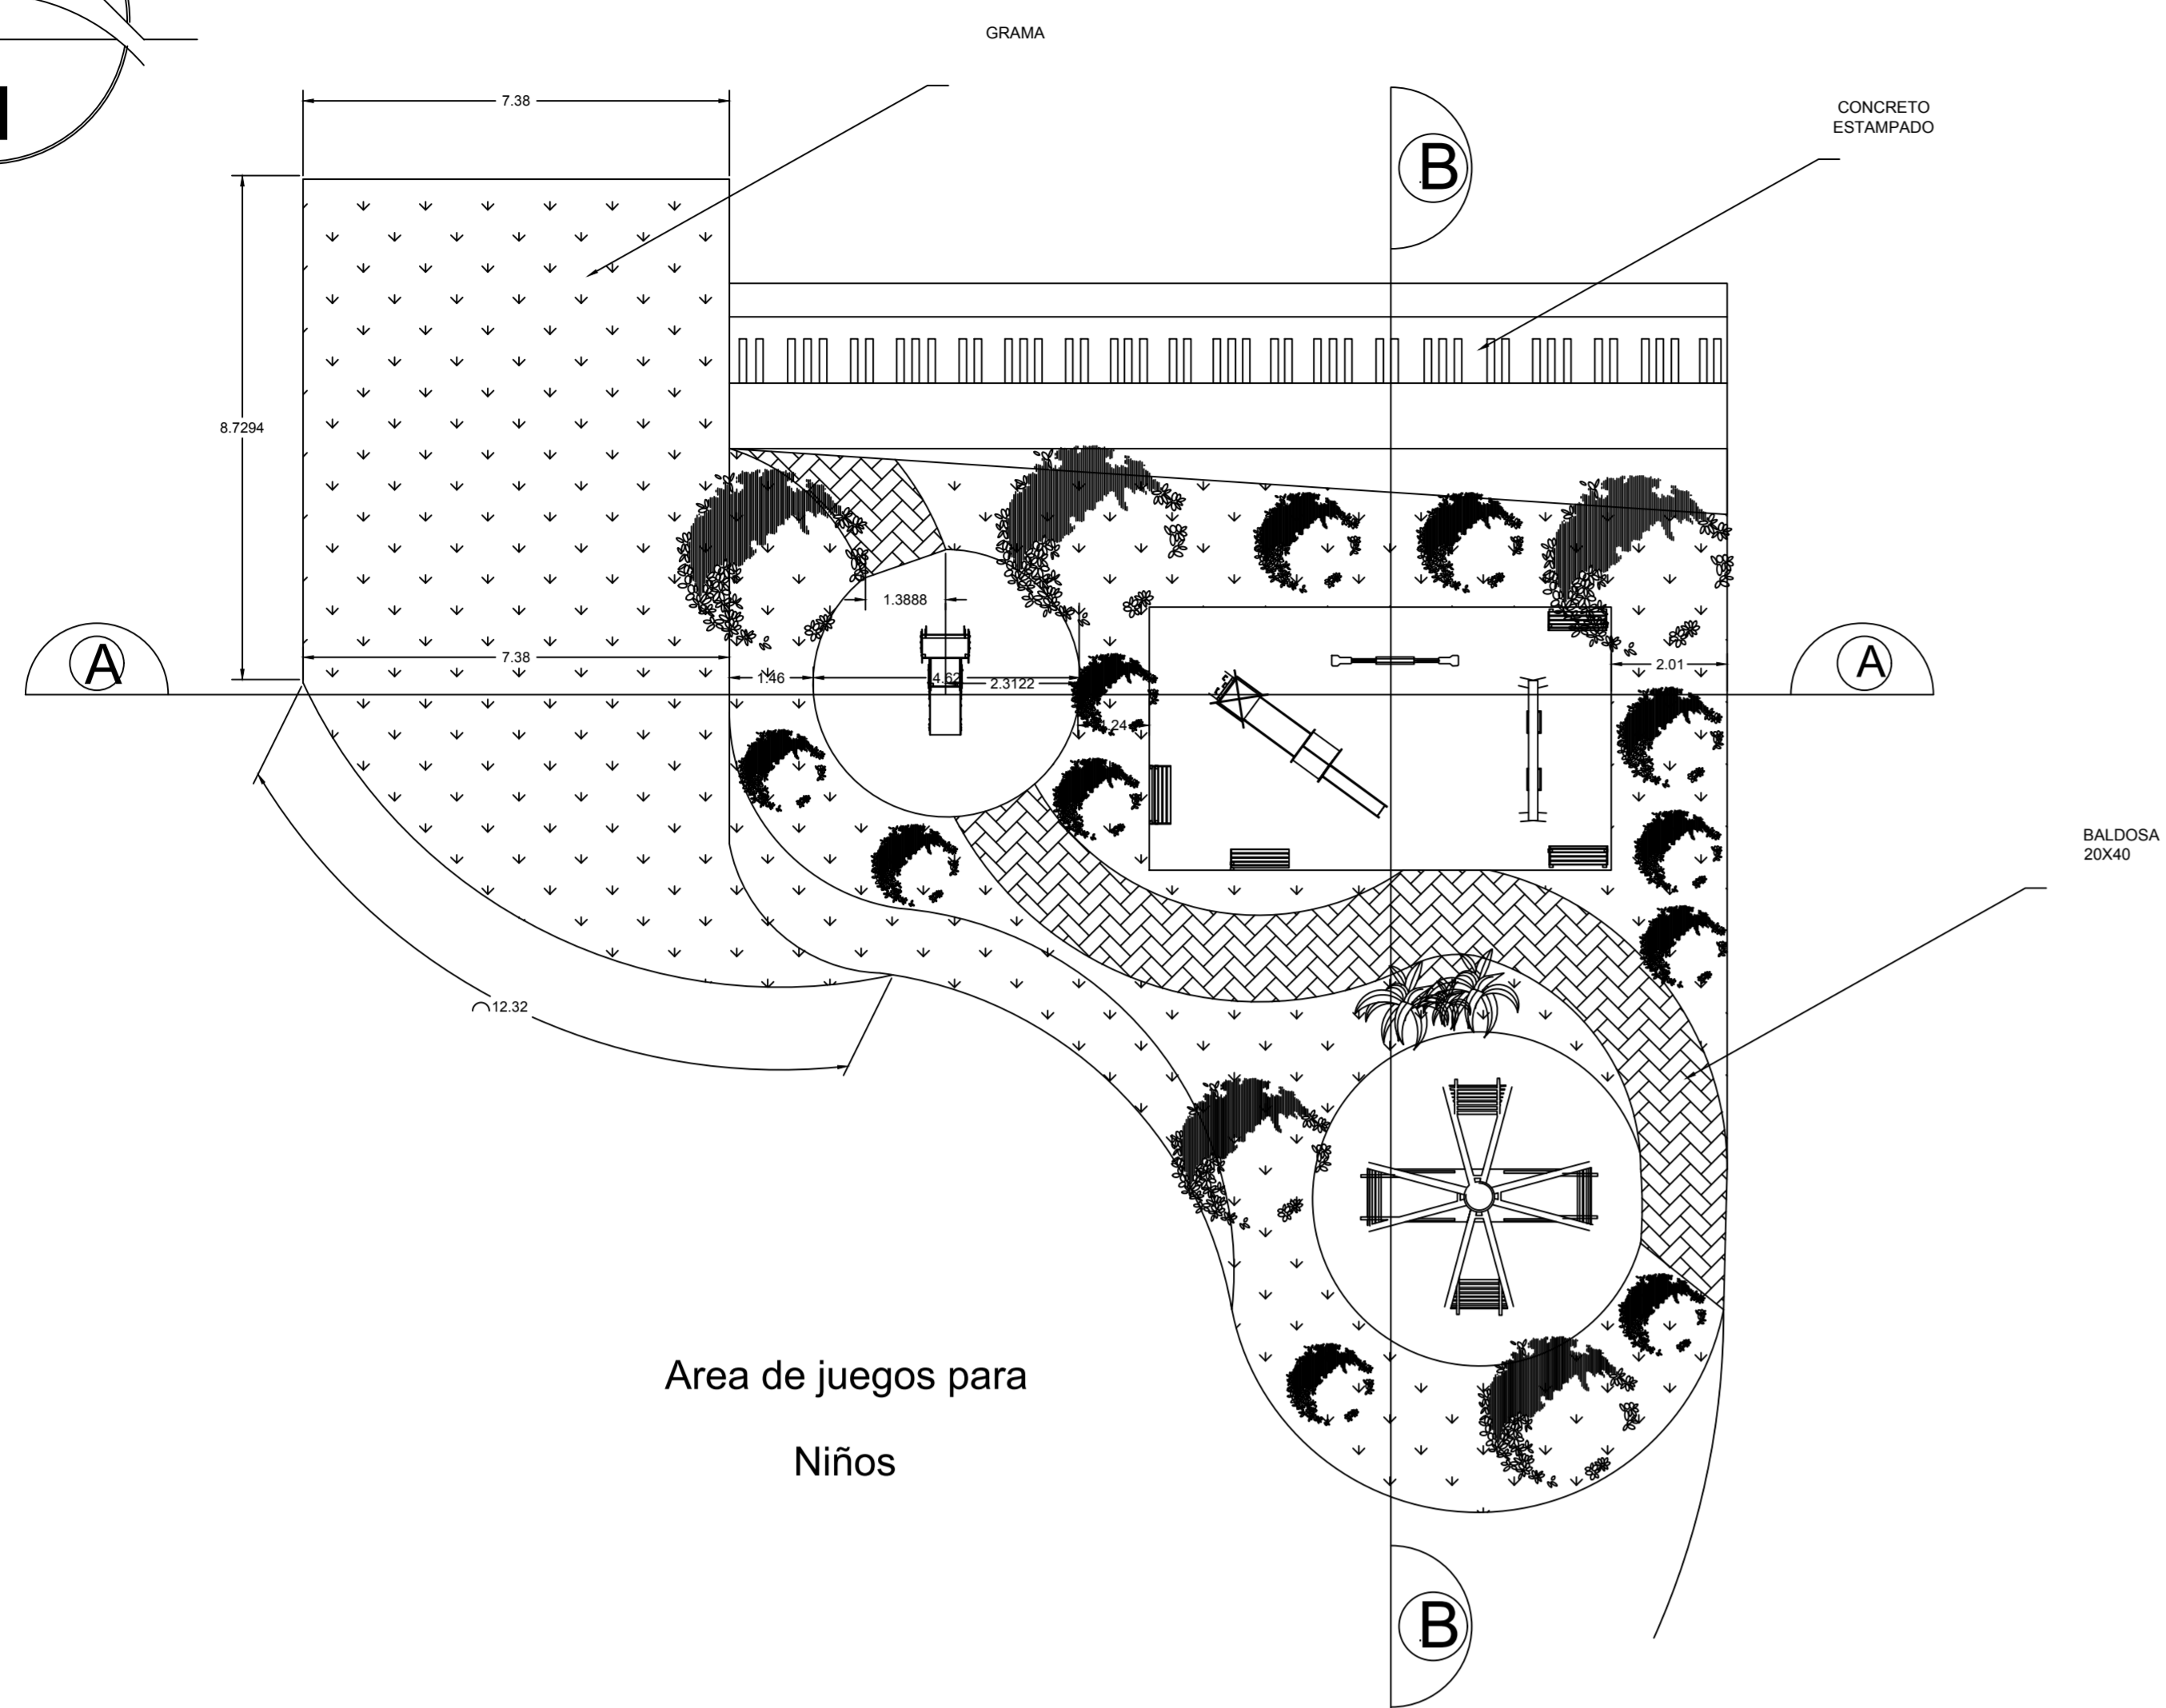 GRAMA
7.38
CONCRETO
ESTAMPADO
B
8.7294
1.3888
A
7.38
1.46
4.62
2.3122
2.01
A
.24
BALDOSA
20X40
12.32
Area de juegos para
Niños
B